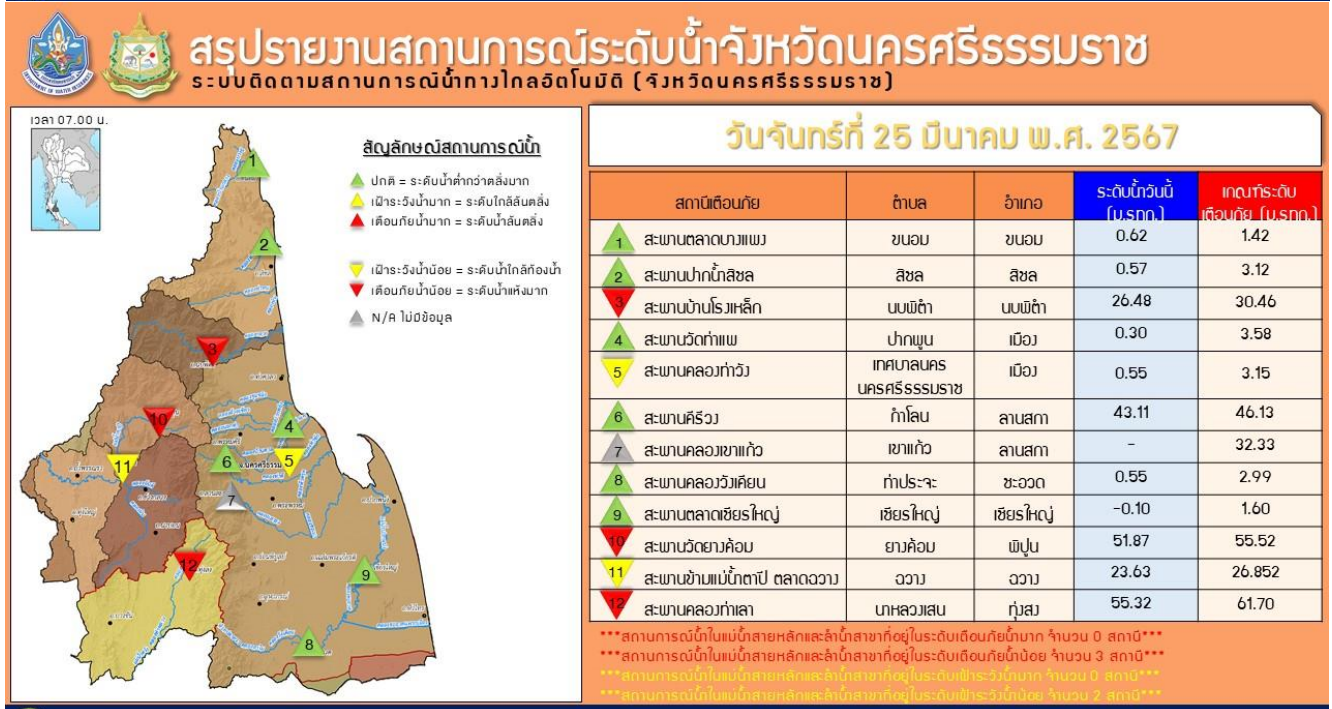 สรุปรายงานสถานการณ์ระดับน้ำจังหวัดนครศรีธรรมราช
ระบบติดตามสถานการณ์น้ำทางไกลอัตโนมัติ (จังหวัดนครศรีธรรมราช)
เวลา 07.00 น.
สัญลักษณ์สถานการณ์น้ำ
ปกติ = ระดับน้ำต่ำกว่าตลิ่งมาก
เฝ้าระวังน้ำมาก = ระดับใกล้ล้นตลิ่ง
เตือนภัยน้ำมาก = ระดับน้ำล้นตลิ่ง
เฝ้าระวังน้ำน้อย = ระดับน้ำใกล้ท้องน้ำ
เตือนภัยน้ำน้อย = ระดับน้ำแห้งมาก
N/A ไม่มีข้อมูล
1
2
3
10
4
11
6
5
7
12
9
8
วันจันทร์ที่ 25 มีนาคม พ.ศ. 2567
สถานีเตือนภัย ตำบล อำเภอ ระดับน้ำวันนี้ (ม.รทก.) เกณฑ์ระดับเตือนภัย (ม.รทก.)
1 สะพานตลาดบางแพง ขนอม ขนอม 0.62 1.42
2 สะพานปากน้ำสิชล สิชล สิชล 0.57 3.12
3 สะพานบ้านโรงเหล็ก นบพิตำ นบพิตำ 26.48 30.46
4 สะพานวัดท่าแพ ปากพูน เมือง 0.30 3.58
5 สะพานคลองท่าวัง เทศบาลนคร นครศรีธรรมราช เมือง 0.55 3.15
6 สะพานคีรีวง กำโลน ลานสกา 43.11 46.13
7 สะพานคลองเขาแก้ว เขาแก้ว ลานสกา - 32.33
8 สะพานคลองวังเคียน ท่าประจะ ชะอวด 0.55 2.99
9 สะพานตลาดเชียรใหญ่ เชียรใหญ่ เชียรใหญ่ -0.10 1.60
10 สะพานวัดยางค้อม ยางค้อม พิปูน 51.87 55.52
11 สะพานข้ามแม่น้ำตาปี ตลาดฉวาง ฉวาง ฉวาง 23.63 26.852
12 สะพานคลองท่าเลา นาหลวงเสน ทุ่งสง 55.32 61.70
***สถานการณ์น้ำในแม่น้ำสายหลักและลำน้ำสาขาที่อยู่ในระดับเตือนภัยน้ำมาก จำนวน 0 สถานี***
***สถานการณ์น้ำในแม่น้ำสายหลักและลำน้ำสาขาที่อยู่ในระดับเตือนภัยน้ำน้อย จำนวน 3 สถานี***
***สถานการณ์น้ำในแม่น้ำสายหลักและลำน้ำสาขาที่อยู่ในระดับเฝ้าระวังน้ำมาก จำนวน 0 สถานี***
***สถานการณ์น้ำในแม่น้ำสายหลักและลำน้ำสาขาที่อยู่ในระดับเฝ้าระวังน้ำน้อย จำนวน 2 สถานี***